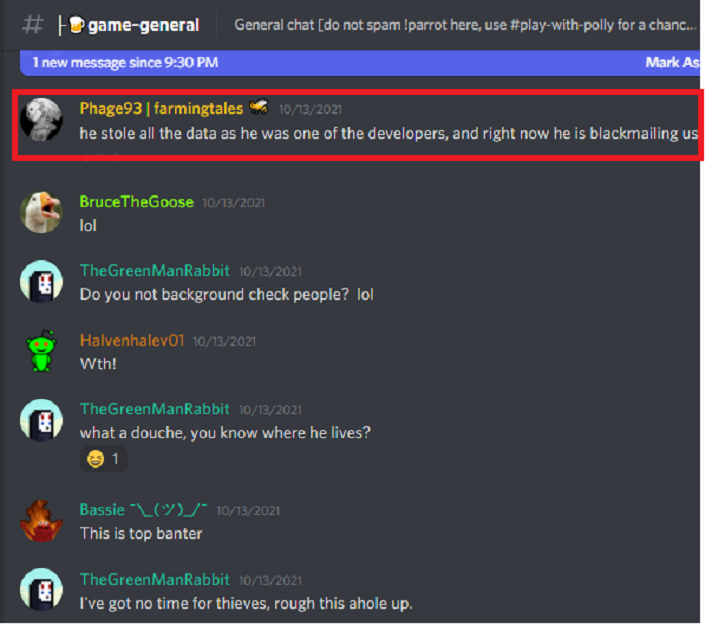 # ├🍺game-general General chat [do not spam !parrot here, use #play-with-polly for a chanc...
1 new message since 9:30 PM Mark As
Phage93 | farmingtales 10/13/2021
he stole all the data as he was one of the developers, and right now he is blackmailing us
BruceTheGoose 10/13/2021
lol
TheGreenManRabbit 10/13/2021
Do you not background check people? lol
Halvenhalev01 10/13/2021
Wth!
TheGreenManRabbit 10/13/2021
what a douche, you know where he lives?
😆 1
Bassie ¯\_(ツ)_/¯ 10/13/2021
This is top banter
TheGreenManRabbit 10/13/2021
I've got no time for thieves, rough this ahole up.